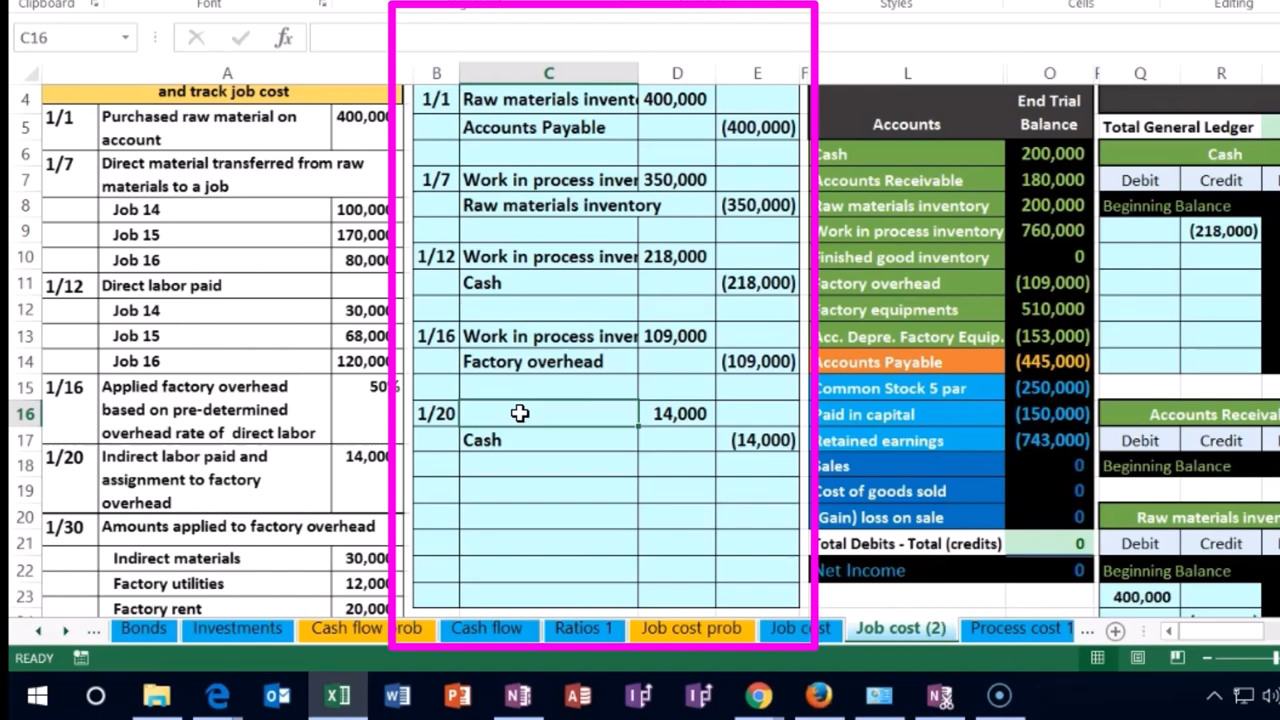 Clipboard
Font
Styles
Cells
Editing
C16
fx
A
B
C
D
E
F
L
O
Q
R
and track job cost
4
1/1
Raw materials invent
400,000
Accounts
End Trial
Balance
1/1
Purchased raw material on
account
400,000
5
Accounts Payable
(400,000)
Total General Ledger
6
Cash
200,000
Cash
1/7
Direct material transferred from raw
materials to a job
7
1/7
Work in process inver
350,000
Accounts Receivable
180,000
Debit
Credit
8
Job 14
100,000
Raw materials inventory
(350,000)
Raw materials inventory
200,000
Beginning Balance
9
Job 15
170,000
Work in process inventory
760,000
(218,000)
10
Job 16
80,000
1/12
Work in process inver
218,000
Finished good inventory
0
11
1/12
Direct labor paid
Cash
(218,000)
Factory overhead
(109,000)
12
Job 14
30,000
Factory equipments
510,000
13
Job 15
68,000
1/16
Work in process inver
109,000
Acc. Depre. Factory Equip.
(153,000)
14
Job 16
120,000
Factory overhead
(109,000)
Accounts Payable
(445,000)
15
1/16
Applied factory overhead
based on pre-determined
overhead rate of direct labor
50%
Common Stock 5 par
(250,000)
16
1/20
14,000
Paid in capital
(150,000)
Accounts Receiva
17
Cash
(14,000)
Retained earnings
(743,000)
Debit
Credit
18
1/20
Indirect labor paid and
assignment to factory
overhead
14,000
Sales
0
Beginning Balance
19
Cost of goods sold
0
20
(Gain) loss on sale
0
Raw materials inven
21
1/30
Amounts applied to factory overhead
Total Debits - Total (credits)
0
Debit
Credit
22
Indirect materials
30,000
Net Income
0
Beginning Balance
23
Factory utilities
12,000
400,000
Factory rent
20,000
...
Bonds
Investments
Cash flow prob
Cash flow
Ratios 1
Job cost prob
Job cost
Job cost (2)
Process cost 1
...
READY